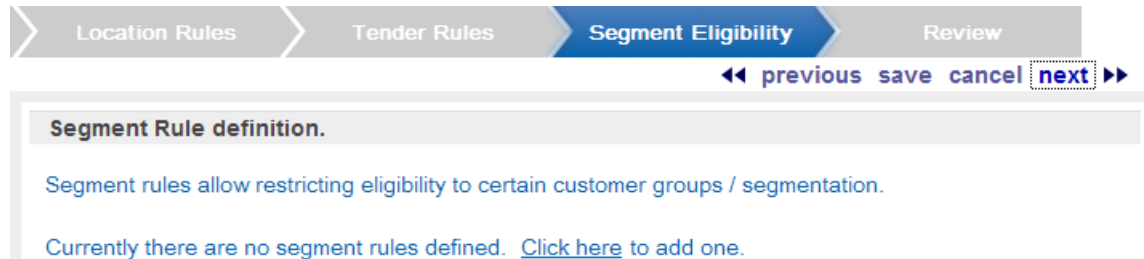 Location Rules Tender Rules Segment Eligibility Review
previous save cancel next
Segment Rule definition.
Segment rules allow restricting eligibility to certain customer groups / segmentation.
Currently there are no segment rules defined. Click here to add one.